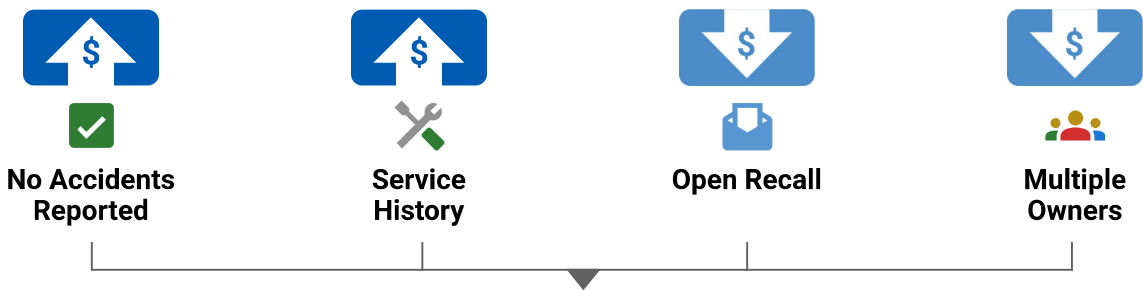 $
$
$
$
No Accidents
Reported
Service
History
Open Recall
Multiple
Owners